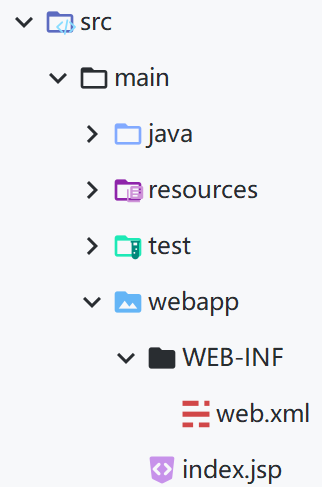 src
main
java
resources
test
webapp
WEB-INF
web.xml
index.jsp